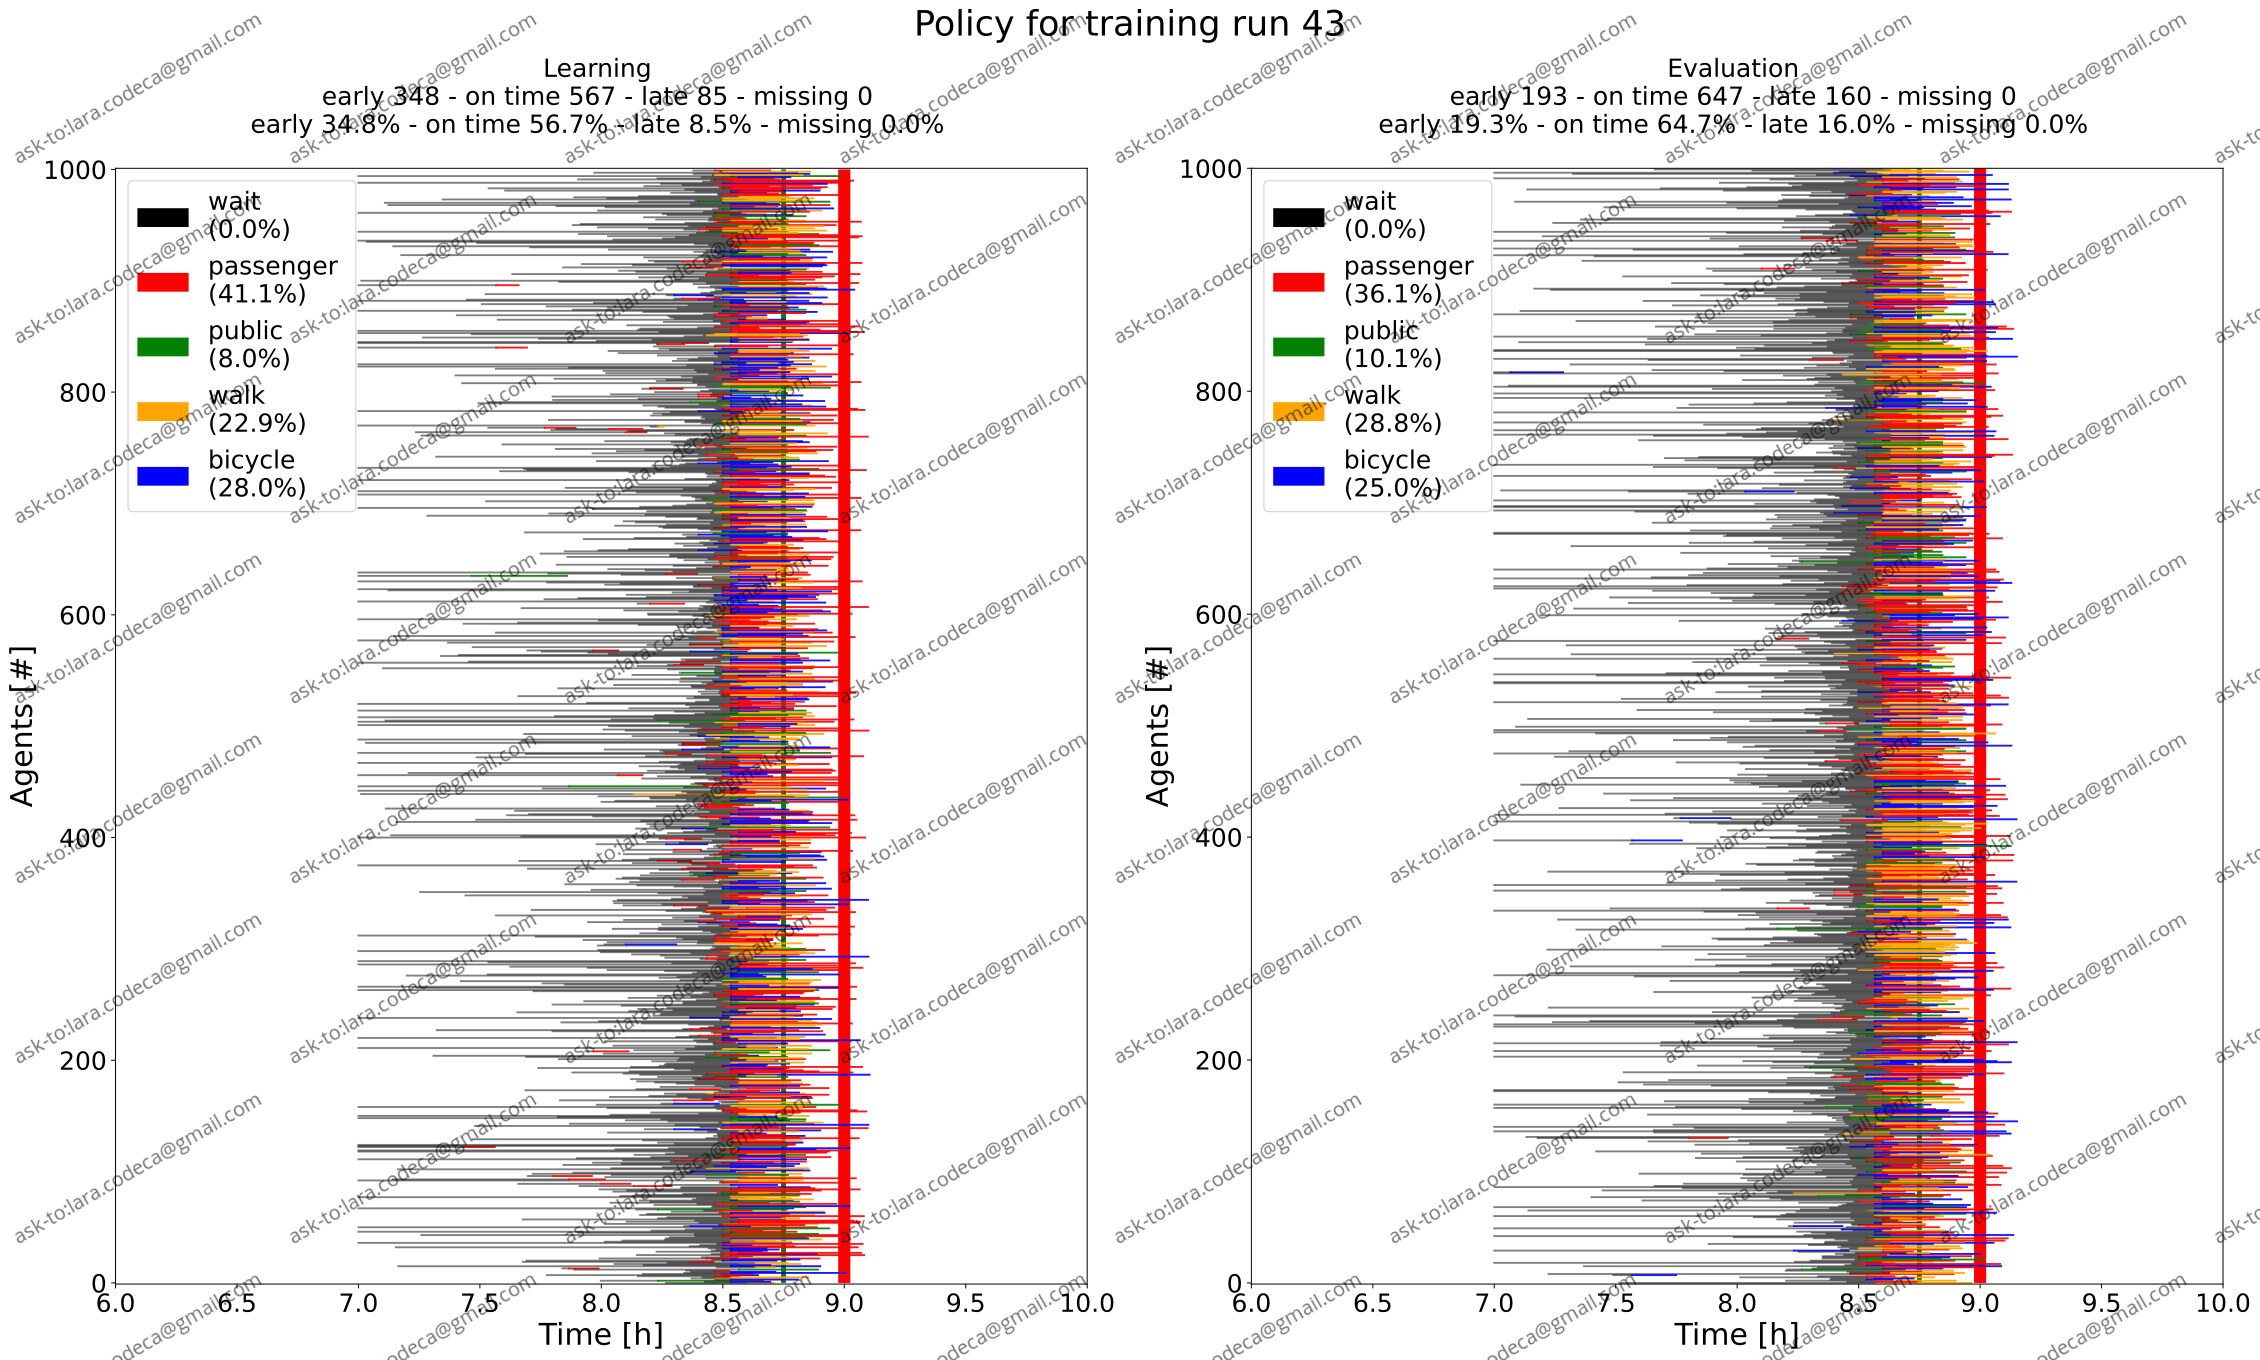 Policy for training run 43
Learning
early 348 - on time 567 - late 85 - missing 0
early 34.8% - on time 56.7% - late 8.5% - missing 0.0%
1000
800
600
400
200
0
Agents [#]
wait
(0.0%)
passenger
(41.1%)
public
(8.0%)
walk
(22.9%)
bicycle
(28.0%)
6.0 6.5 7.0 7.5 8.0 8.5 9.0 9.5 10.0
Time [h]
Evaluation
early 193 - on time 647 - late 160 - missing 0
early 19.3% - on time 64.7% - late 16.0% - missing 0.0%
1000
800
600
400
200
0
Agents [#]
wait
(0.0%)
passenger
(36.1%)
public
(10.1%)
walk
(28.8%)
bicycle
(25.0%)
6.0 6.5 7.0 7.5 8.0 8.5 9.0 9.5 10.0
Time [h]
ask-to:lara.codeca@gmail.com